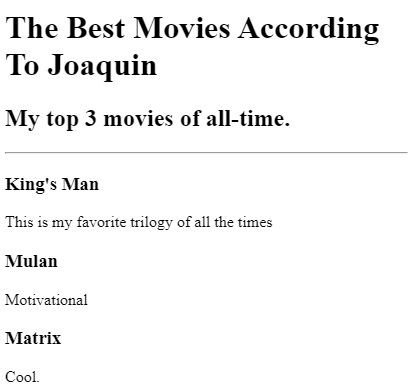 The Best Movies According
To Joaquin
My top 3 movies of all-time.
King's Man
This is my favorite trilogy of all the times
Mulan
Motivational
Matrix
Cool.